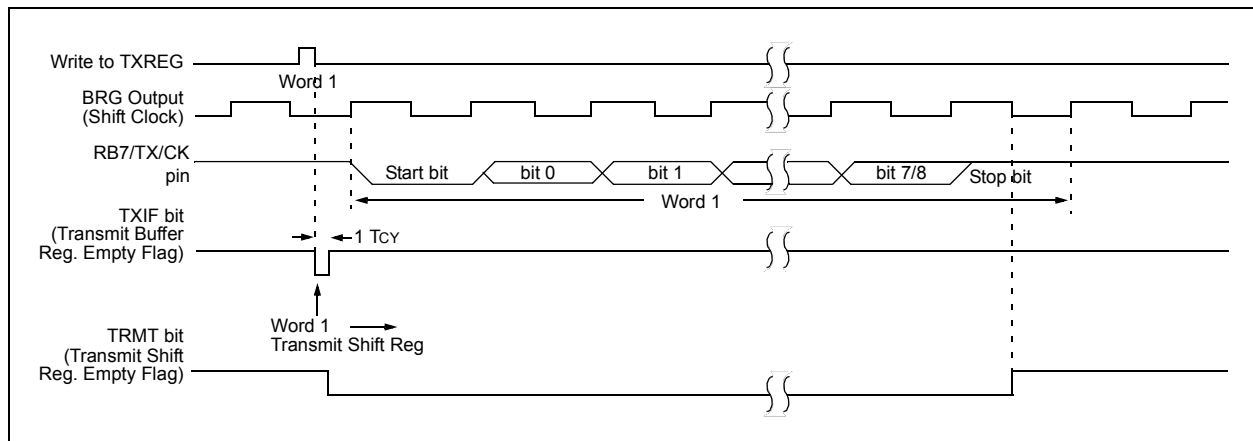 Write to TXREG
Word 1
BRG Output
(Shift Clock)
RB7/TX/CK
pin
Start bit
bit 0
bit 1
bit 7/8
Stop bit
Word 1
TXIF bit
(Transmit Buffer
Reg. Empty Flag)
1 TCY
Word 1
Transmit Shift Reg
TRMT bit
(Transmit Shift
Reg. Empty Flag)